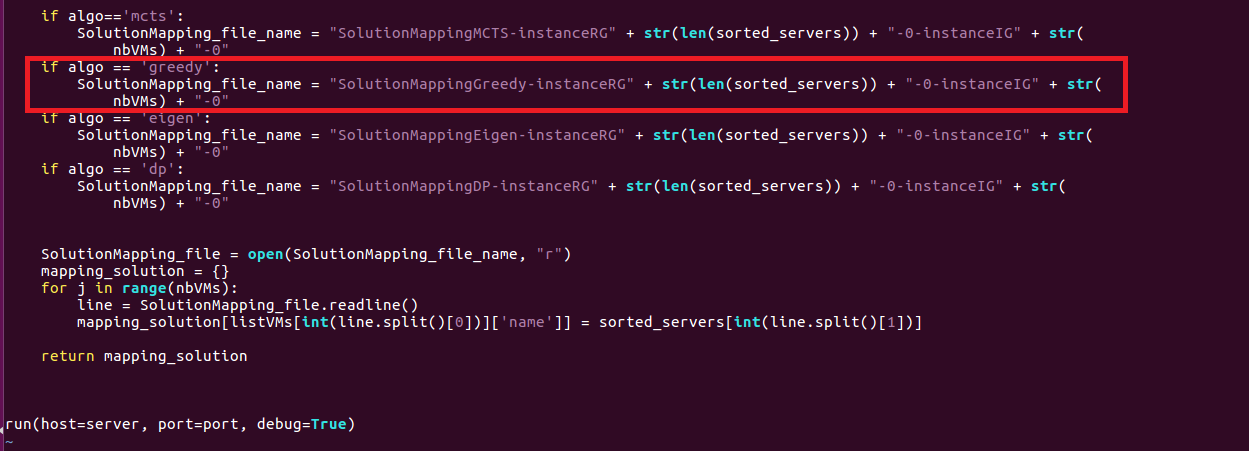 if algo=='mcts':
        SolutionMapping_file_name = "SolutionMappingMCTS-instanceRG" + str(len(sorted_servers)) + "-0-instanceIG" + str(
            nbVMs) + "-0"
    if algo == 'greedy':
        SolutionMapping_file_name = "SolutionMappingGreedy-instanceRG" + str(len(sorted_servers)) + "-0-instanceIG" + str(
            nbVMs) + "-0"
    if algo == 'eigen':
        SolutionMapping_file_name = "SolutionMappingEigen-instanceRG" + str(len(sorted_servers)) + "-0-instanceIG" + str(
            nbVMs) + "-0"
    if algo == 'dp':
        SolutionMapping_file_name = "SolutionMappingDP-instanceRG" + str(len(sorted_servers)) + "-0-instanceIG" + str(
            nbVMs) + "-0"
    SolutionMapping_file = open(SolutionMapping_file_name, "r")
    mapping_solution = {}
    for j in range(nbVMs):
        line = SolutionMapping_file.readline()
        mapping_solution[listVMs[int(line.split()[0])]['name']] = sorted_servers[int(line.split()[1])]
    return mapping_solution
run(host=server, port=port, debug=True)
~